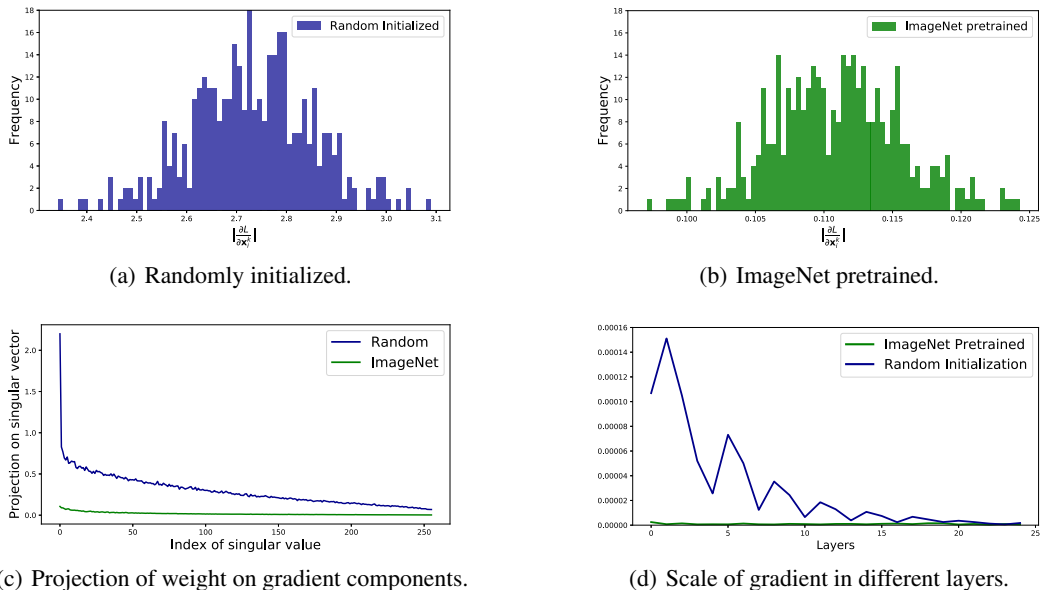 18
16
14
12
10
8
6
4
2
0
Frequency
Random Initialized
2.4 2.5 2.6 2.7 2.8 2.9 3.0 3.1
|∂L/∂x_i^k|
(a) Randomly initialized.
18
16
14
12
10
8
6
4
2
0
Frequency
ImageNet pretrained
0.100 0.105 0.110 0.115 0.120 0.125
|∂L/∂x_i^k|
(b) ImageNet pretrained.
2.0
1.5
1.0
0.5
0.0
Projection on singular vector
Random
ImageNet
0 50 100 150 200 250
Index of singular value
(c) Projection of weight on gradient components.
0.00016
0.00014
0.00012
0.00010
0.00008
0.00006
0.00004
0.00002
0.00000
ImageNet Pretrained
Random Initialization
0 5 10 15 20 25
Layers
(d) Scale of gradient in different layers.